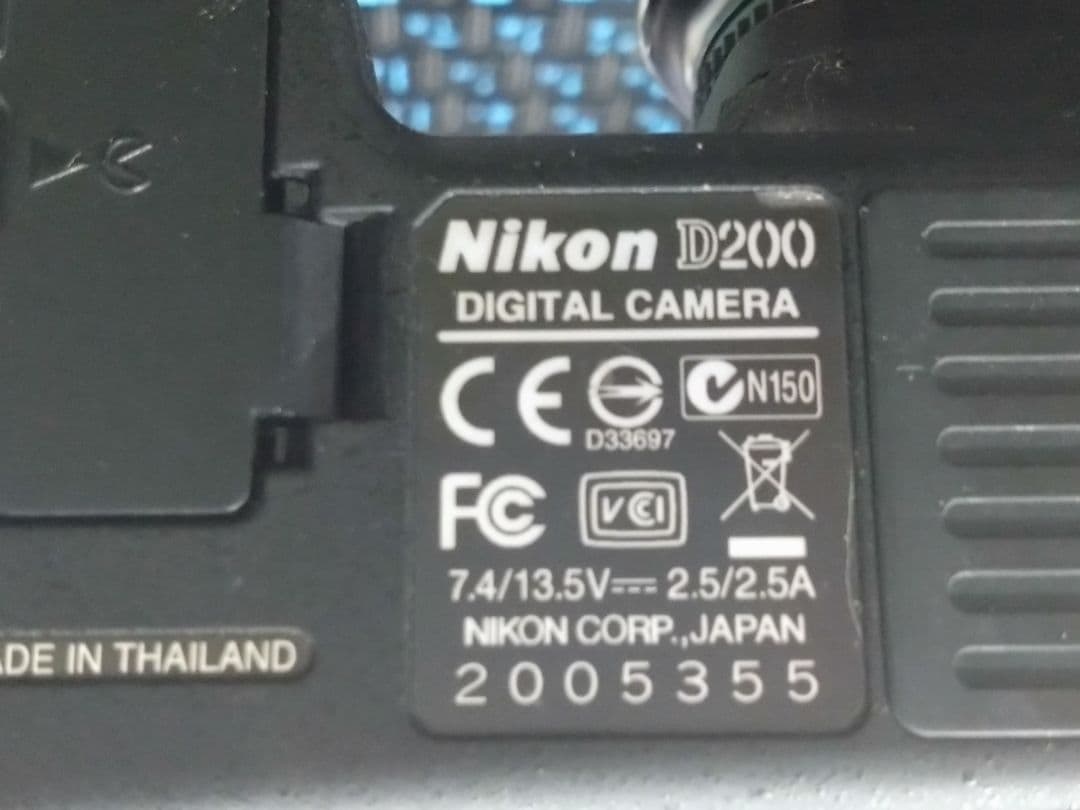 Nikon D200
DIGITAL CAMERA
CE
N150
D33697
FC
VCI
7.4/13.5V⎓2.5/2.5A
NIKON CORP.,JAPAN
2005355
ADE IN THAILAND